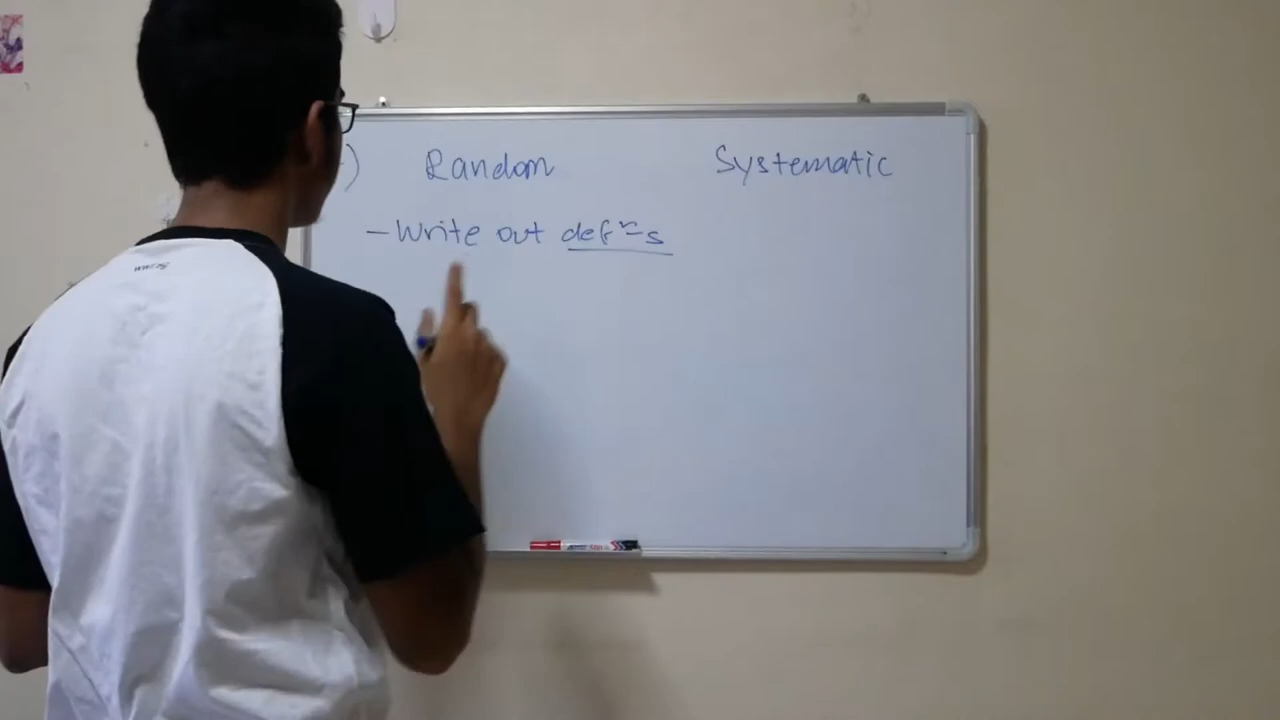 ) Random Systematic
- Write out defⁿs